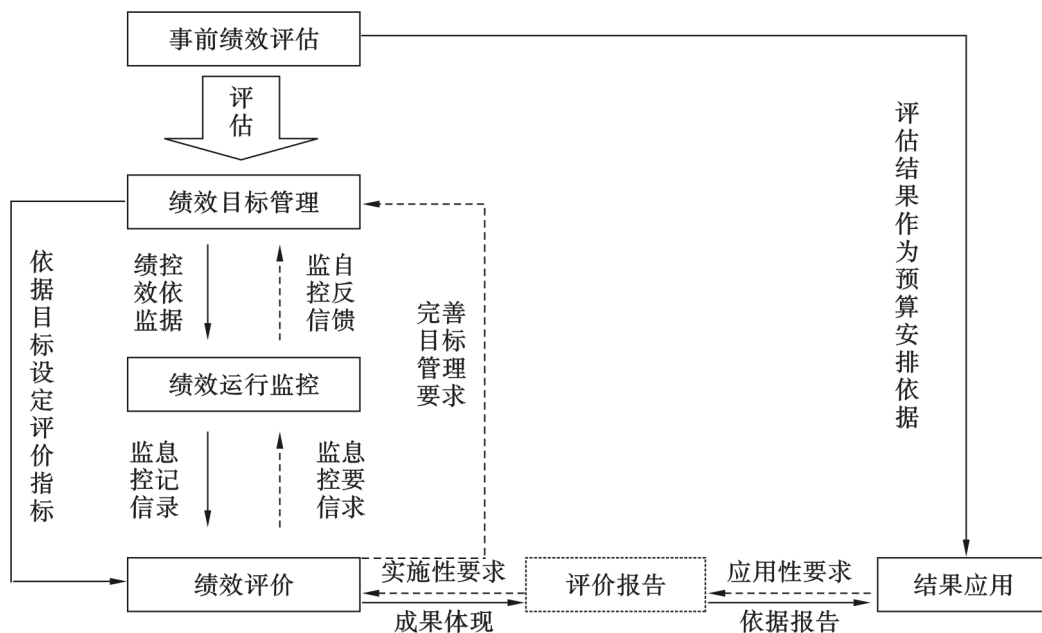 事前绩效评估
评
估
评估结果作为预算安排依据
绩效目标管理
依据目标设定评价指标
绩控
效依
监据
监自
控反
信馈
完善
目标
管理
要求
绩效运行监控
监息
控记
信录
监息
控要
信求
绩效评价
实施性要求
成果体现
评价报告
应用性要求
依据报告
结果应用